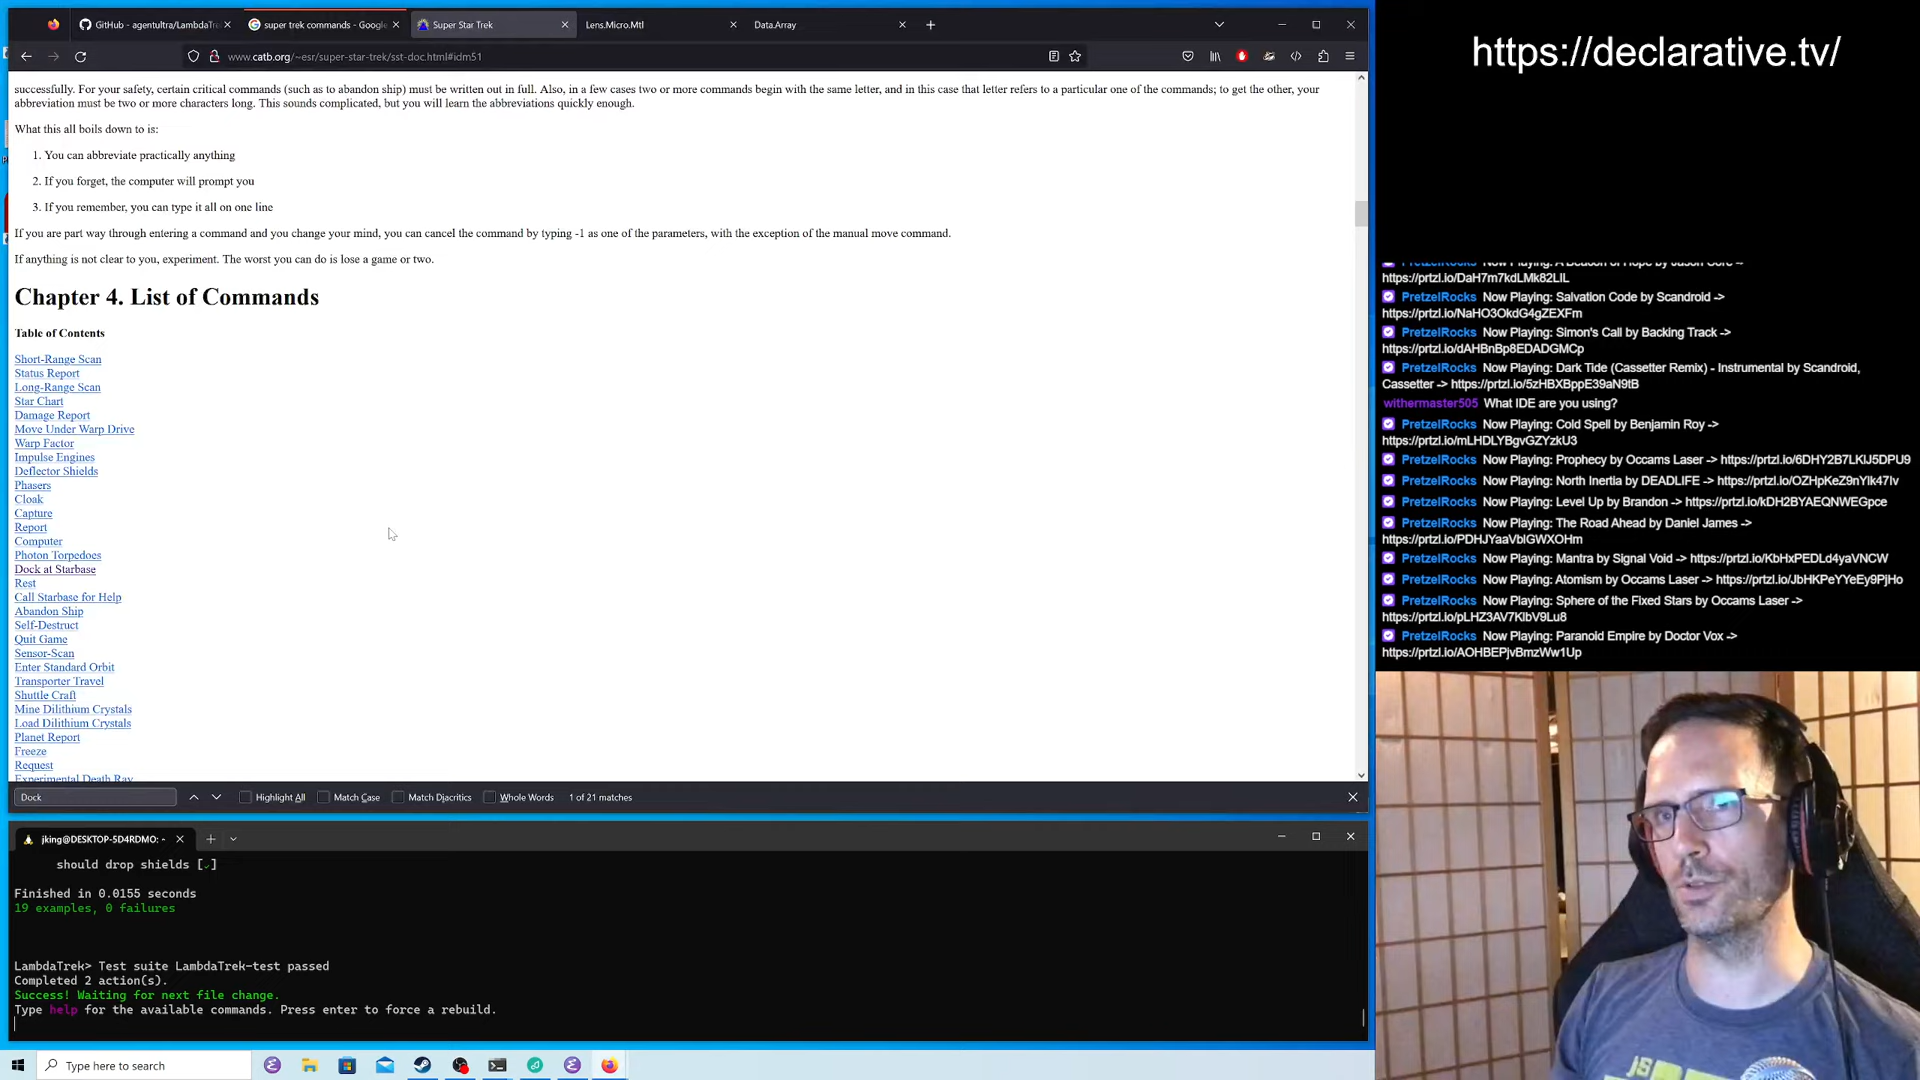 GitHub - agentultra/LambdaTre
super trek commands - Google
Super Star Trek
Lens.Micro.Mtl
Data.Array
www.catb.org/~esr/super-star-trek/sst-doc.html#idm51
successfully. For your safety, certain critical commands (such as to abandon ship) must be written out in full. Also, in a few cases two or more commands begin with the same letter, and in this case that letter refers to a particular one of the commands; to get the other, your
abbreviation must be two or more characters long. This sounds complicated, but you will learn the abbreviations quickly enough.
What this all boils down to is:
1. You can abbreviate practically anything
2. If you forget, the computer will prompt you
3. If you remember, you can type it all on one line
If you are part way through entering a command and you change your mind, you can cancel the command by typing -1 as one of the parameters, with the exception of the manual move command.
If anything is not clear to you, experiment. The worst you can do is lose a game or two.
Chapter 4. List of Commands
Table of Contents
Short-Range Scan
Status Report
Long-Range Scan
Star Chart
Damage Report
Move Under Warp Drive
Warp Factor
Impulse Engines
Deflector Shields
Phasers
Cloak
Capture
Report
Computer
Photon Torpedoes
Dock at Starbase
Rest
Call Starbase for Help
Abandon Ship
Self-Destruct
Quit Game
Sensor-Scan
Enter Standard Orbit
Transporter Travel
Shuttle Craft
Mine Dilithium Crystals
Load Dilithium Crystals
Planet Report
Freeze
Request
Experimental Death Ray
Dock
Highlight All
Match Case
Match Diacritics
Whole Words
1 of 21 matches
jking@DESKTOP-5D4RDMO: ~
should drop shields [✓]
Finished in 0.0155 seconds
19 examples, 0 failures
LambdaTrek> Test suite LambdaTrek-test passed
Completed 2 action(s).
Success! Waiting for next file change.
Type help for the available commands. Press enter to force a rebuild.
Type here to search
https://declarative.tv/
PretzelRocks Now Playing: A Beacon of Hope by Jason Gore ->
https://prtzl.io/DaH7m7kdLMk82LlL
PretzelRocks Now Playing: Salvation Code by Scandroid ->
https://prtzl.io/NaHO3OkdG4gZEXFm
PretzelRocks Now Playing: Simon's Call by Backing Track ->
https://prtzl.io/dAHBnBp8EDADGMCp
PretzelRocks Now Playing: Dark Tide (Cassetter Remix) - Instrumental by Scandroid,
Cassetter -> https://prtzl.io/5zHBXBppE39aN9tB
withermaster505 What IDE are you using?
PretzelRocks Now Playing: Cold Spell by Benjamin Roy ->
https://prtzl.io/mLHDLYBgvGZYzkU3
PretzelRocks Now Playing: Prophecy by Occams Laser -> https://prtzl.io/6DHY2B7LKlJ5DPU9
PretzelRocks Now Playing: North Inertia by DEADLIFE -> https://prtzl.io/OZHpKeZ9nYlk47Iv
PretzelRocks Now Playing: Level Up by Brandon -> https://prtzl.io/kDH2BYAEQNWEGpce
PretzelRocks Now Playing: The Road Ahead by Daniel James ->
https://prtzl.io/PDHJYaaVblGWXOHm
PretzelRocks Now Playing: Mantra by Signal Void -> https://prtzl.io/KbHxPEDLd4yaVNCW
PretzelRocks Now Playing: Atomism by Occams Laser -> https://prtzl.io/JbHKPeYYeEy9PjHo
PretzelRocks Now Playing: Sphere of the Fixed Stars by Occams Laser ->
https://prtzl.io/pLHZ3AV7KlbV9Lu8
PretzelRocks Now Playing: Paranoid Empire by Doctor Vox ->
https://prtzl.io/AOHBEPjvBmzWw1Up